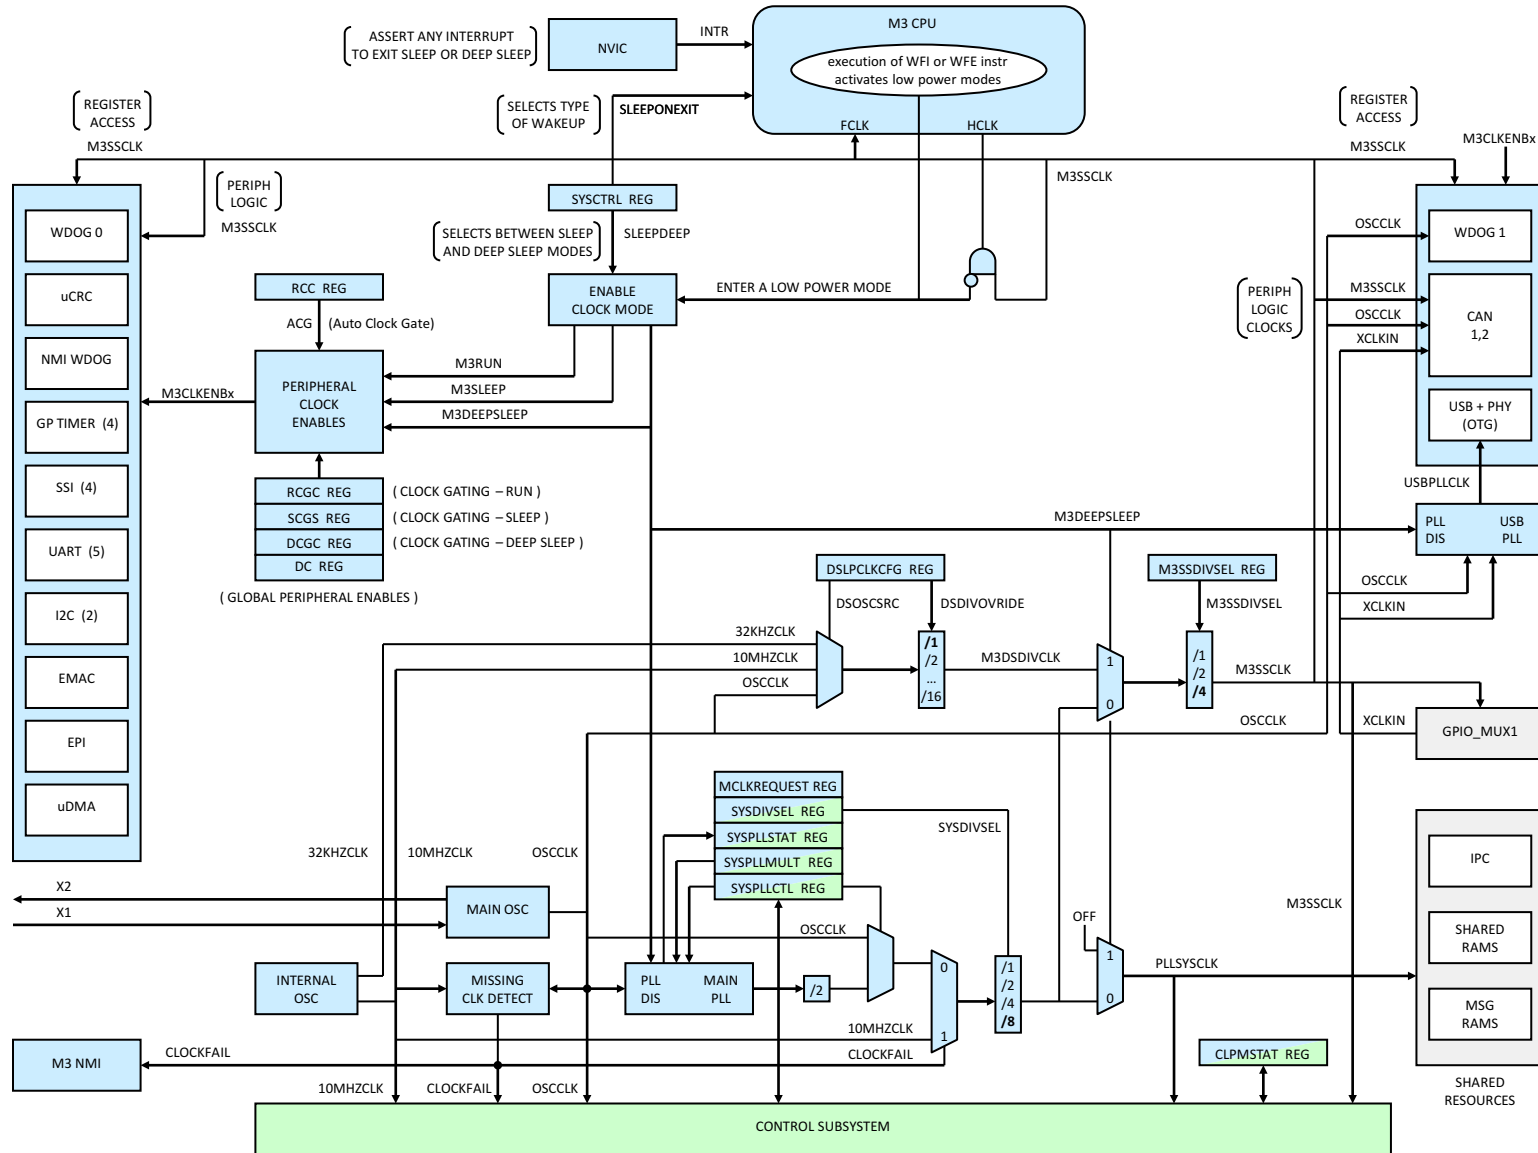 M3 CPU
ASSERT ANY INTERRUPT
TO EXIT SLEEP OR DEEP SLEEP
NVIC
INTR
execution of WFI or WFE instr
activates low power modes
SELECTS TYPE
OF WAKEUP
SLEEPONEXIT
FCLK
HCLK
REGISTER
ACCESS
M3SSCLK
REGISTER
ACCESS
M3SSCLK
M3CLKENBx
PERIPH
LOGIC
M3SSCLK
SYSCTRL REG
M3SSCLK
SELECTS BETWEEN SLEEP
AND DEEP SLEEP MODES
SLEEPDEEP
WDOG 0
uCRC
NMI WDOG
GP TIMER (4)
SSI (4)
UART (5)
I2C (2)
EMAC
EPI
uDMA
RCC REG
ACG
(Auto Clock Gate)
ENABLE
CLOCK MODE
ENTER A LOW POWER MODE
PERIPH
LOGIC
CLOCKS
OSCCLK
WDOG 1
M3SSCLK
OSCCLK
XCLKIN
CAN
1,2
USB + PHY
(OTG)
USBPLLCLK
PERIPHERAL
CLOCK
ENABLES
M3CLKENBx
M3RUN
M3SLEEP
M3DEEPSLEEP
RCGC REG
( CLOCK GATING – RUN )
SCGS REG
( CLOCK GATING – SLEEP )
DCGC REG
( CLOCK GATING – DEEP SLEEP )
DC REG
( GLOBAL PERIPHERAL ENABLES )
M3DEEPSLEEP
PLL
DIS
USB
PLL
OSCCLK
XCLKIN
DSLPCLKCFG REG
DSOSCSRC
DSDIVOVRIDE
M3SSDIVSEL REG
M3SSDIVSEL
32KHZCLK
10MHZCLK
OSCCLK
/1
/2
...
/16
M3DSDIVCLK
1
0
/1
/2
/4
M3SSCLK
OSCCLK
XCLKIN
GPIO_MUX1
MCLKREQUEST REG
SYSDIVSEL REG
SYSPLLSTAT REG
SYSPLLMULT REG
SYSPLLCTL REG
SYSDIVSEL
32KHZCLK
10MHZCLK
OSCCLK
X2
X1
MAIN OSC
OSCCLK
OFF
M3SSCLK
IPC
SHARED
RAMS
MSG
RAMS
SHARED
RESOURCES
INTERNAL
OSC
MISSING
CLK DETECT
PLL
DIS
MAIN
PLL
/2
0
1
/1
/2
/4
/8
1
0
PLLSYSCLK
10MHZCLK
CLOCKFAIL
M3 NMI
CLOCKFAIL
CLPMSTAT REG
10MHZCLK
CLOCKFAIL
OSCCLK
CONTROL SUBSYSTEM